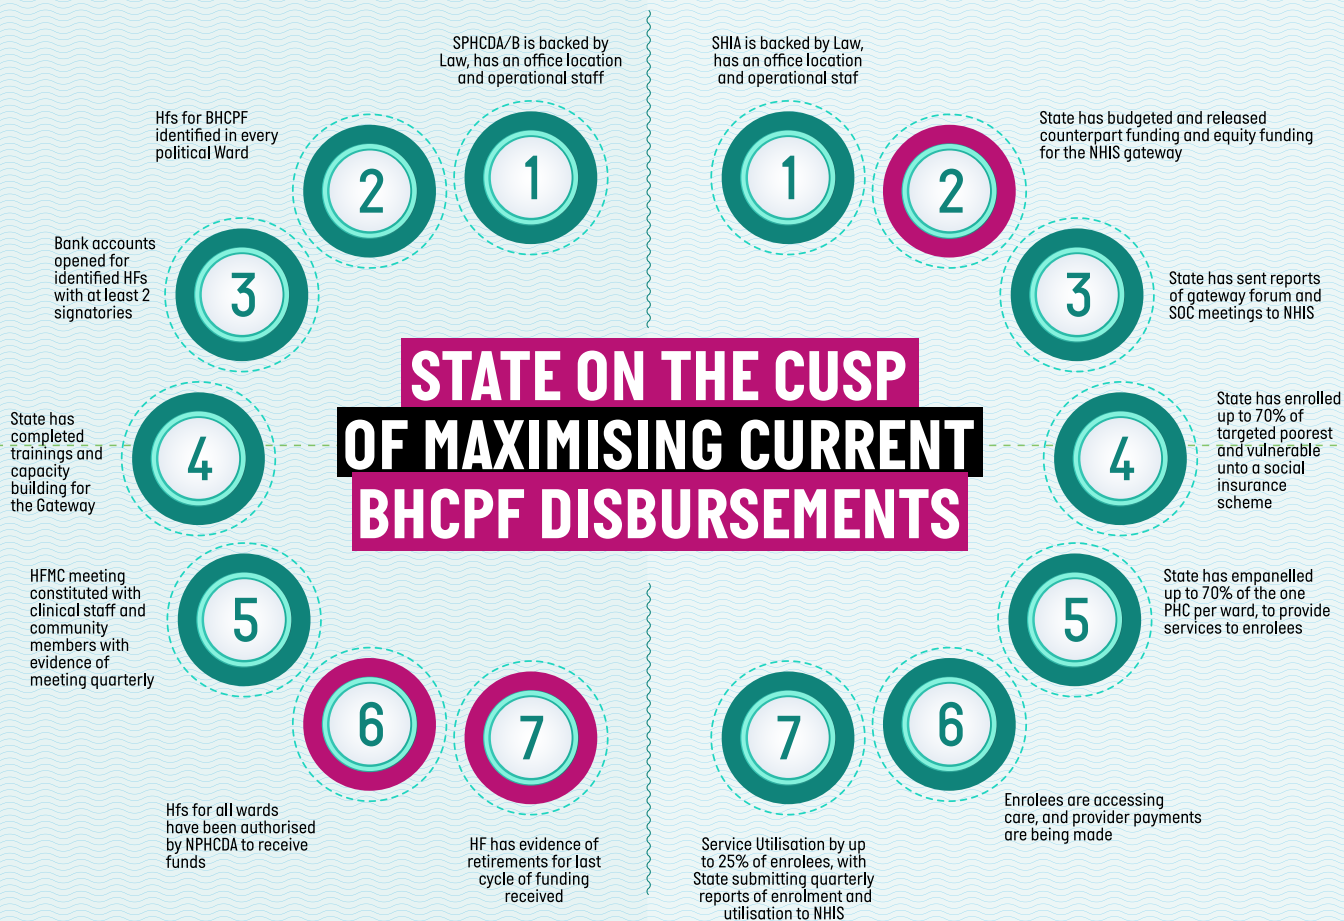 SPHCDA/B is backed by
Law, has an office location
and operational staff
1
Hfs for BHCPF
identified in every
political Ward
2
Bank accounts
opened for
identified HFs
with at least 2
signatories
3
State has
completed
trainings and
capacity
building for
the Gateway
4
HFMC meeting
constituted with
clinical staff and
community
members with
evidence of
meeting quarterly
5
6
Hfs for all wards
have been authorised
by NPHCDA to receive
funds
7
HF has evidence of
retirements for last
cycle of funding
received
STATE ON THE CUSP
OF MAXIMISING CURRENT
BHCPF DISBURSEMENTS
SHIA is backed by Law,
has an office location
and operational staf
1
State has budgeted and released
counterpart funding and equity funding
for the NHIS gateway
2
3
State has sent reports
of gateway forum and
SOC meetings to NHIS
4
State has enrolled
up to 70% of
targeted poorest
and vulnerable
unto a social
insurance
scheme
5
State has empanelled
up to 70% of the one
PHC per ward, to provide
services to enrolees
6
Enrolees are accessing
care, and provider payments
are being made
7
Service Utilisation by up
to 25% of enrolees, with
State submitting quarterly
reports of enrolment and
utilisation to NHIS